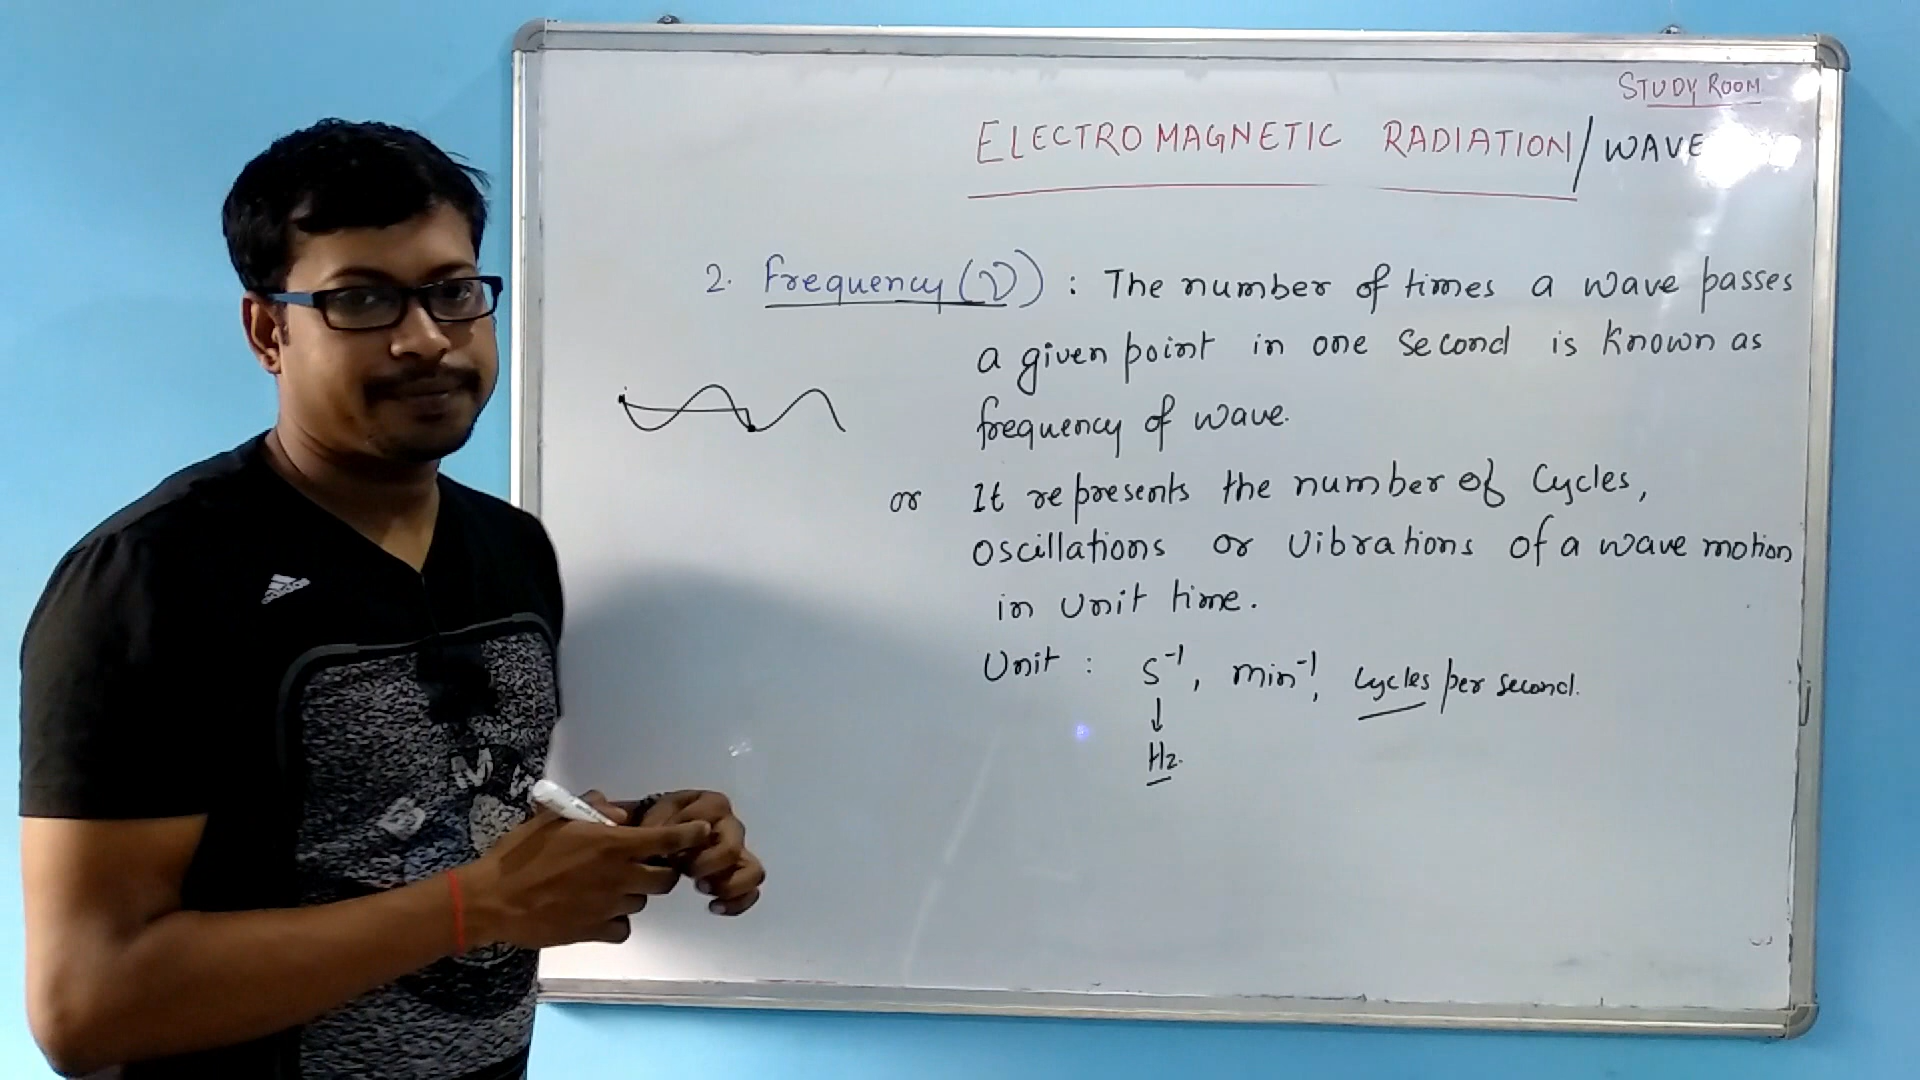 STUDY ROOM
ELECTROMAGNETIC RADIATION/WAVE
2. Frequency (ν) : The number of times a wave passes
a given point in one second is known as
frequency of wave.
or It represents the number of Cycles,
oscillations or vibrations of a wave motion
in unit time.
Unit : S⁻¹, min⁻¹, cycles per second.
↓
Hz.
adidas